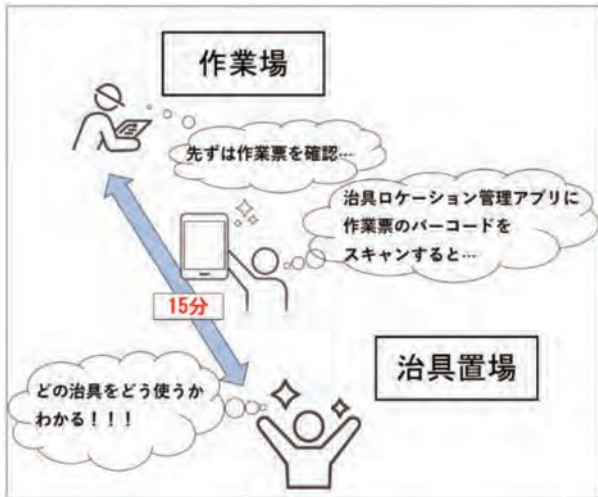 作業場
先ずは作業票を確認…
治具ロケーション管理アプリに
作業票のバーコードを
スキャンすると…
15分
治具置場
どの治具をどう使うか
わかる！！！